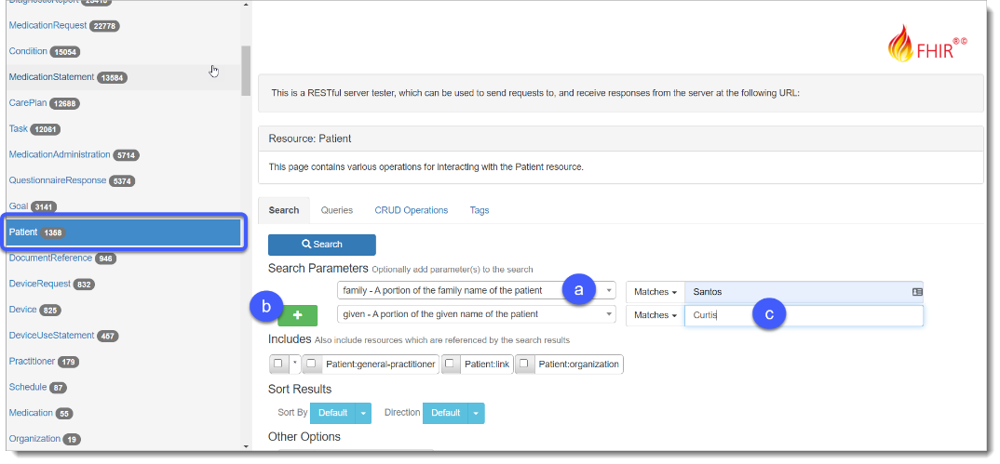 DiagnosticReport
MedicationRequest 22778
Condition 15054
MedicationStatement 13584
CarePlan 12688
Task 12061
MedicationAdministration 5714
QuestionnaireResponse 5374
Goal 3141
Patient 1358
DocumentReference 946
DeviceRequest 832
Device 825
DeviceUseStatement 457
Practitioner 179
Schedule 87
Medication 55
Organization 19
FHIR®©
This is a RESTful server tester, which can be used to send requests to, and receive responses from the server at the following URL:
Resource: Patient
This page contains various operations for interacting with the Patient resource.
Search Queries CRUD Operations Tags
Search
Search Parameters Optionally add parameter(s) to the search
family - A portion of the family name of the patient a Matches Santos
b + given - A portion of the given name of the patient Matches Curtis c
Includes Also include resources which are referenced by the search results
* Patient:general-practitioner Patient:link Patient:organization
Sort Results
Sort By Default Direction Default
Other Options